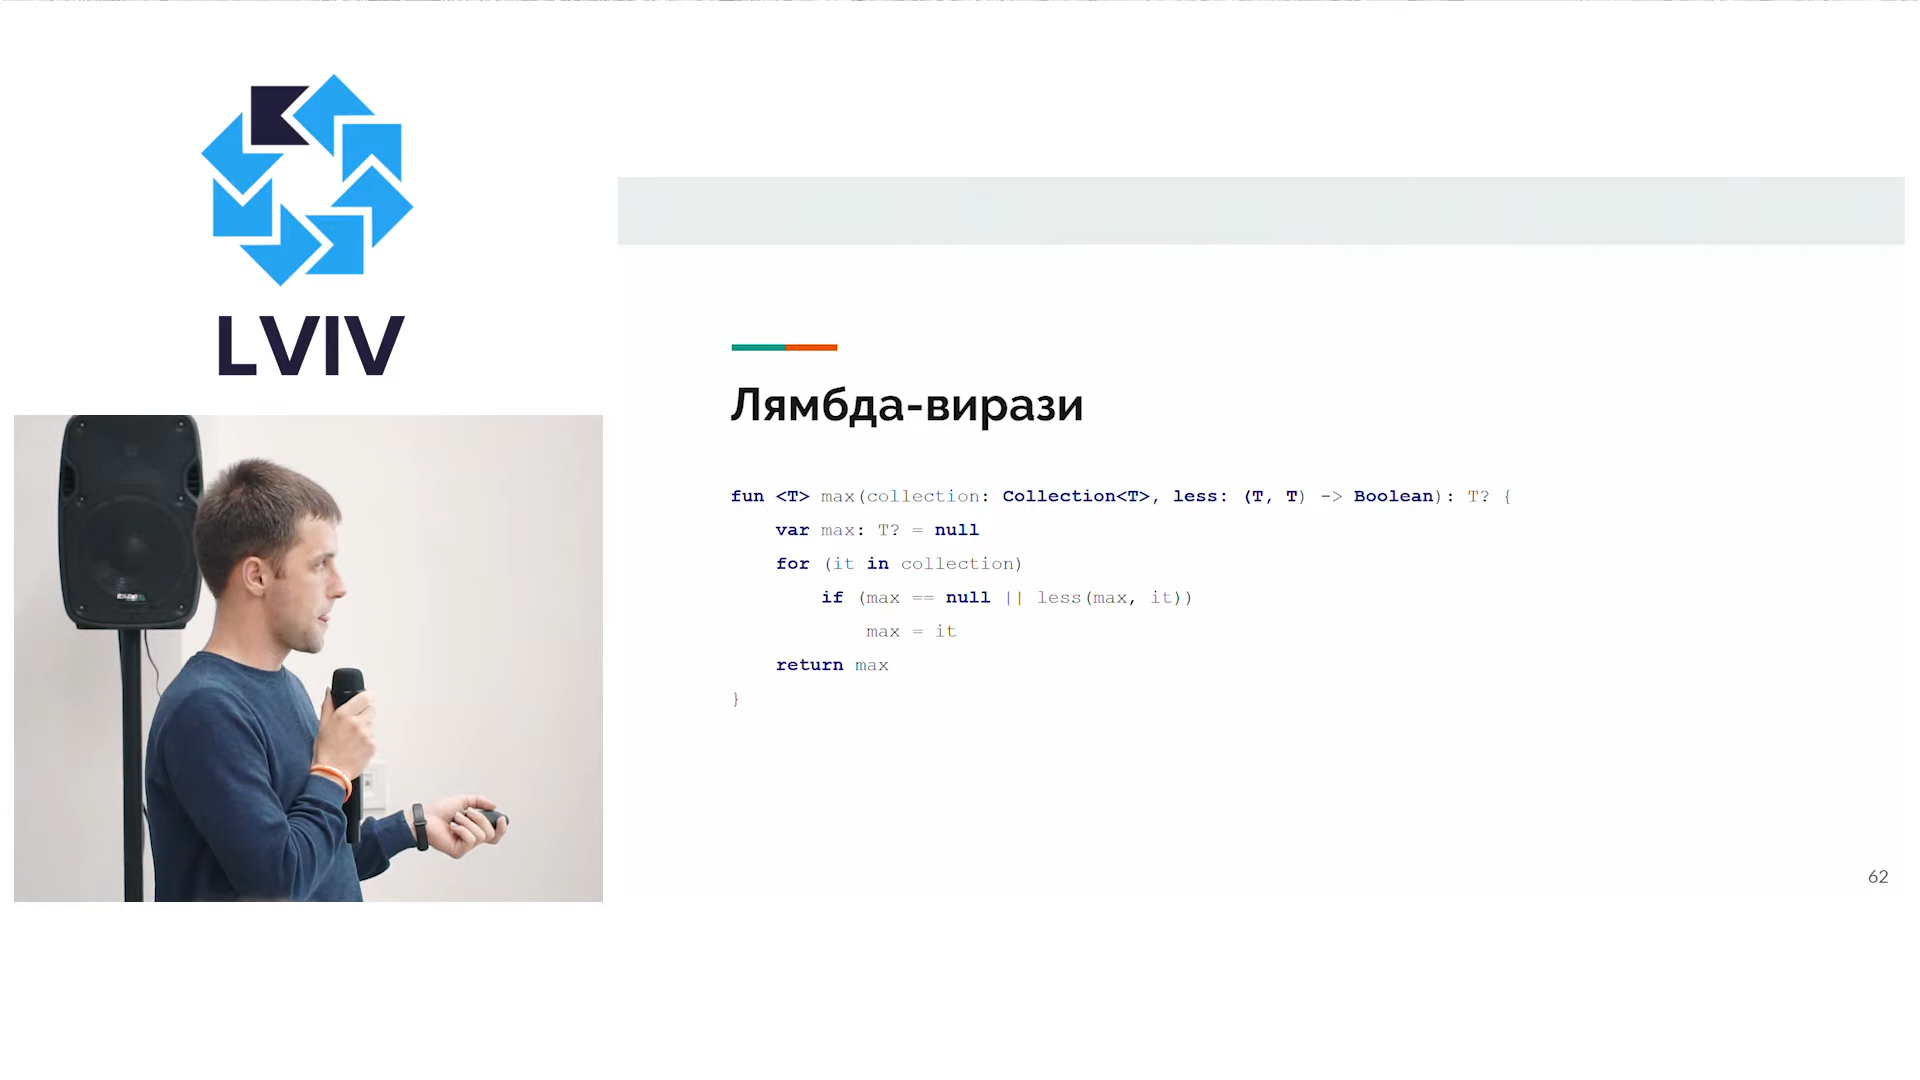 LVIV
Лямбда-вирази
fun <T> max(collection: Collection<T>, less: (T, T) -> Boolean): T? {
    var max: T? = null
    for (it in collection)
        if (max == null || less(max, it))
            max = it
    return max
}
62